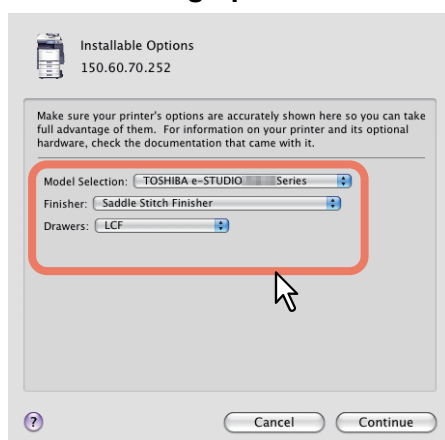 Installable Options
150.60.70.252
Make sure your printer's options are accurately shown here so you can take
full advantage of them. For information on your printer and its optional
hardware, check the documentation that came with it.
Model Selection: TOSHIBA e-STUDIO Series
Finisher: Saddle Stitch Finisher
Drawers: LCF
? Cancel Continue